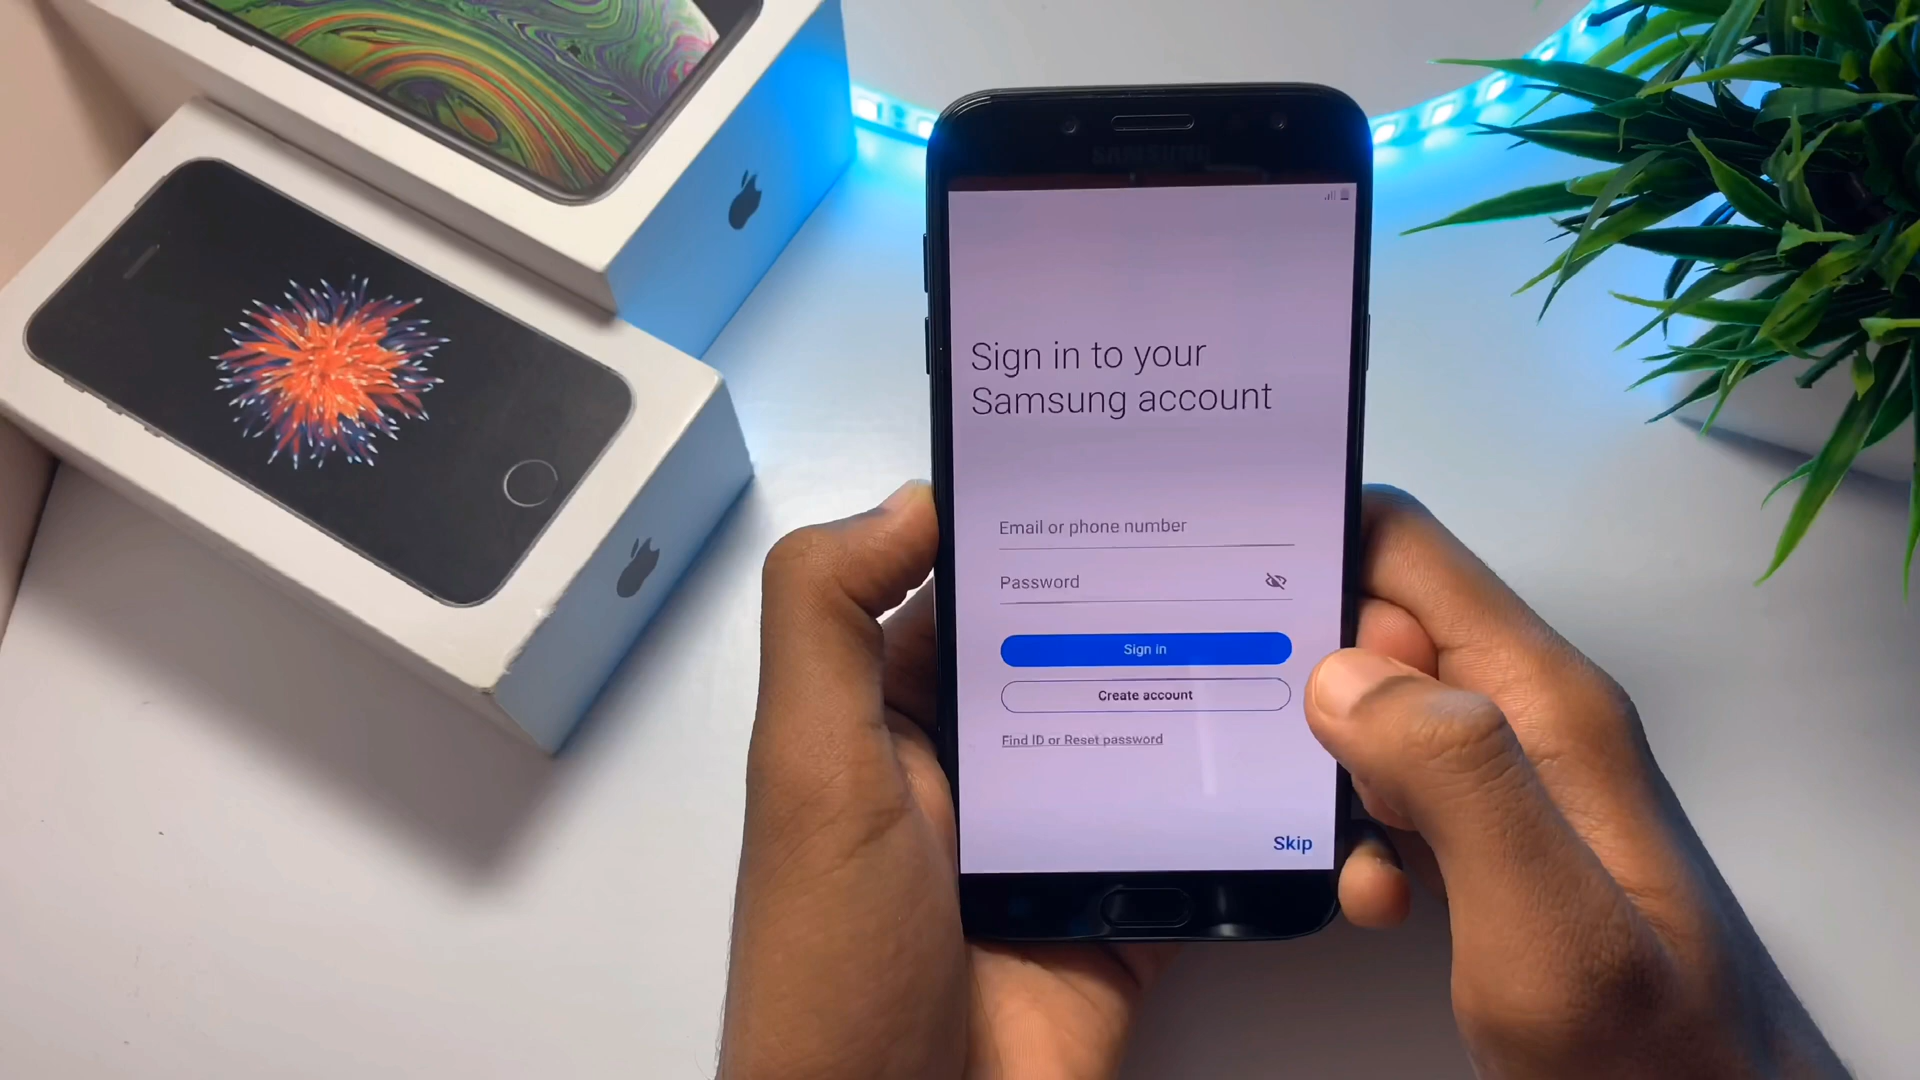 SAMSUNG
Sign in to your
Samsung account
Email or phone number
Password
Sign in
Create account
Find ID or Reset password
Skip